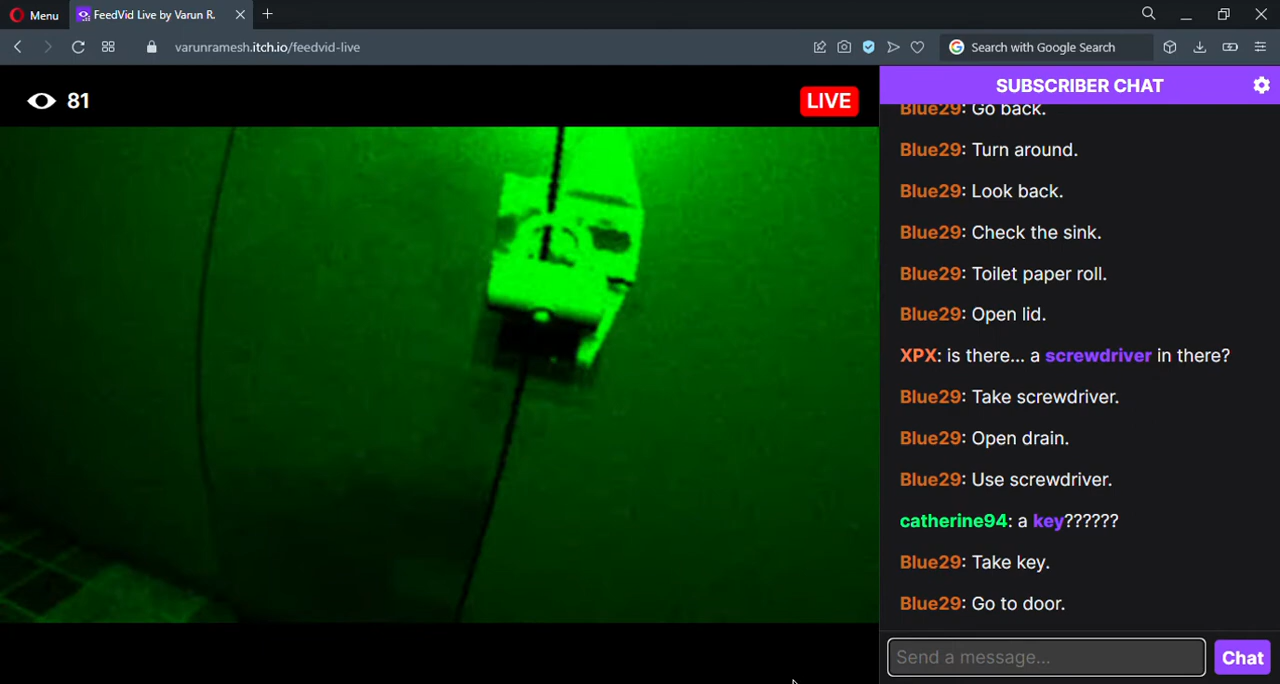 Menu
FeedVid Live by Varun R.
varunramesh.itch.io/feedvid-live
Search with Google Search
81
LIVE
SUBSCRIBER CHAT
Blue29: Go back.
Blue29: Turn around.
Blue29: Look back.
Blue29: Check the sink.
Blue29: Toilet paper roll.
Blue29: Open lid.
XPX: is there... a screwdriver in there?
Blue29: Take screwdriver.
Blue29: Open drain.
Blue29: Use screwdriver.
catherine94: a key??????
Blue29: Take key.
Blue29: Go to door.
Send a message...
Chat